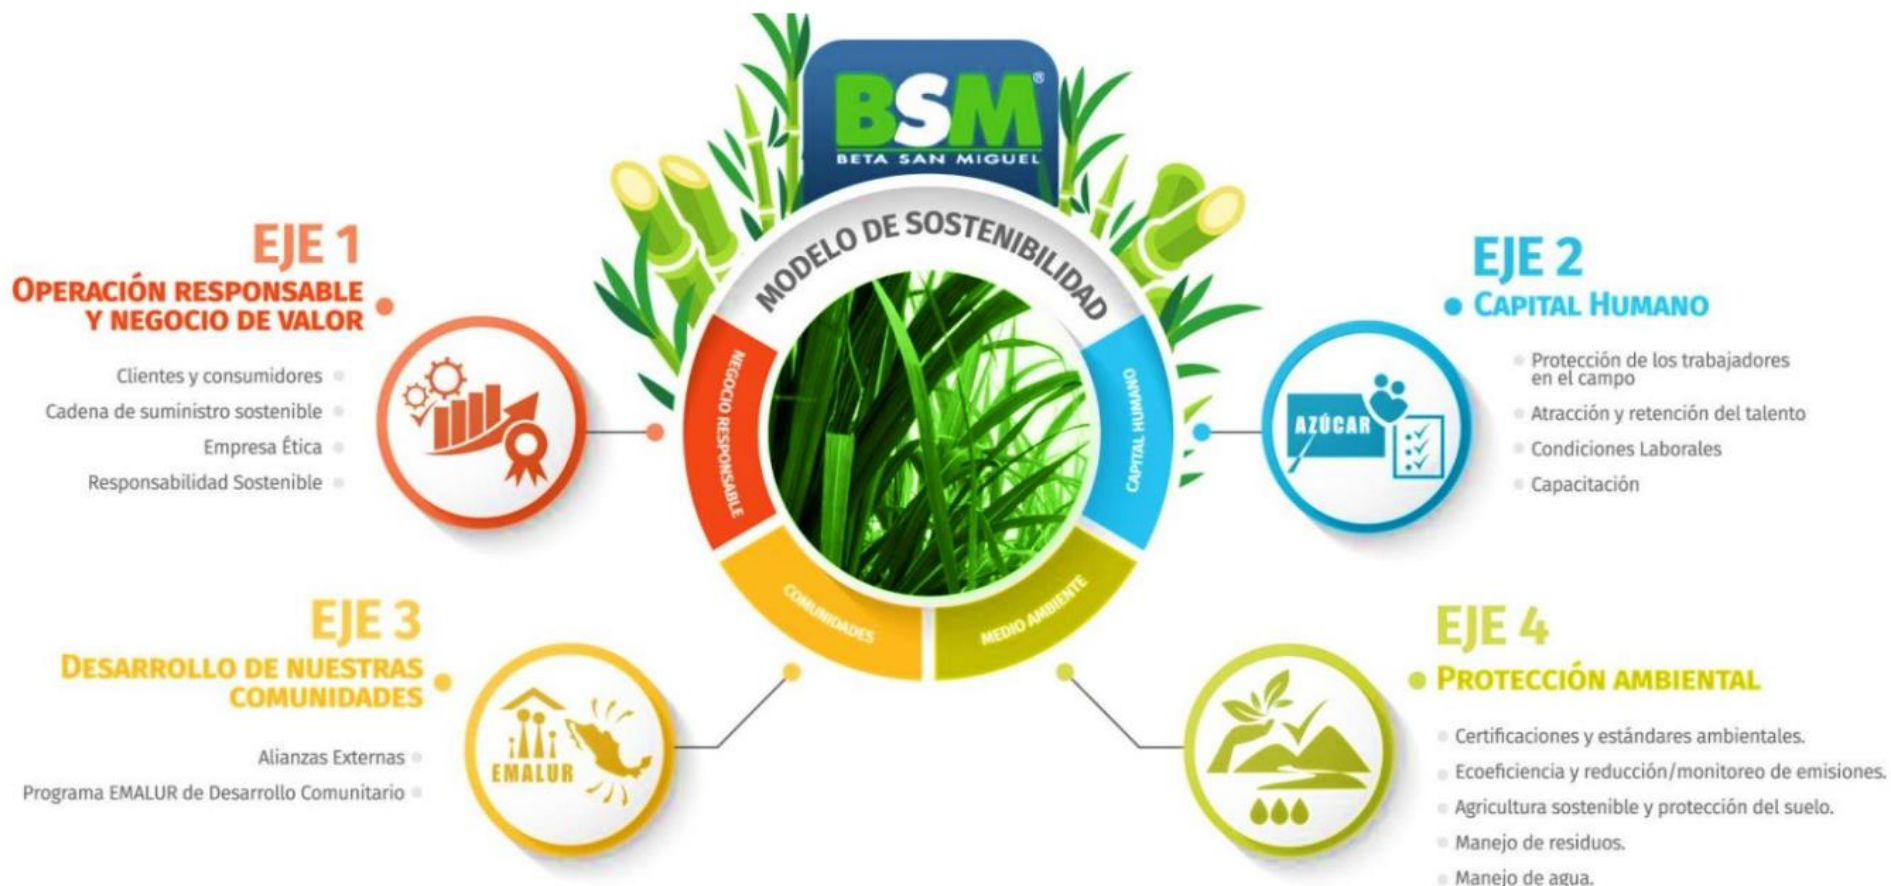 BSM®
BETA SAN MIGUEL
MODELO DE SOSTENIBILIDAD
NEGOCIO RESPONSABLE
CAPITAL HUMANO
COMUNIDADES
MEDIO AMBIENTE
EJE 1
OPERACIÓN RESPONSABLE
Y NEGOCIO DE VALOR
Clientes y consumidores
Cadena de suministro sostenible
Empresa Ética
Responsabilidad Sostenible
EJE 2
CAPITAL HUMANO
AZÚCAR
Protección de los trabajadores
en el campo
Atracción y retención del talento
Condiciones Laborales
Capacitación
EJE 3
DESARROLLO DE NUESTRAS
COMUNIDADES
Alianzas Externas
Programa EMALUR de Desarrollo Comunitario
EMALUR
EJE 4
PROTECCIÓN AMBIENTAL
Certificaciones y estándares ambientales.
Ecoeficiencia y reducción/monitoreo de emisiones.
Agricultura sostenible y protección del suelo.
Manejo de residuos.
Manejo de agua.